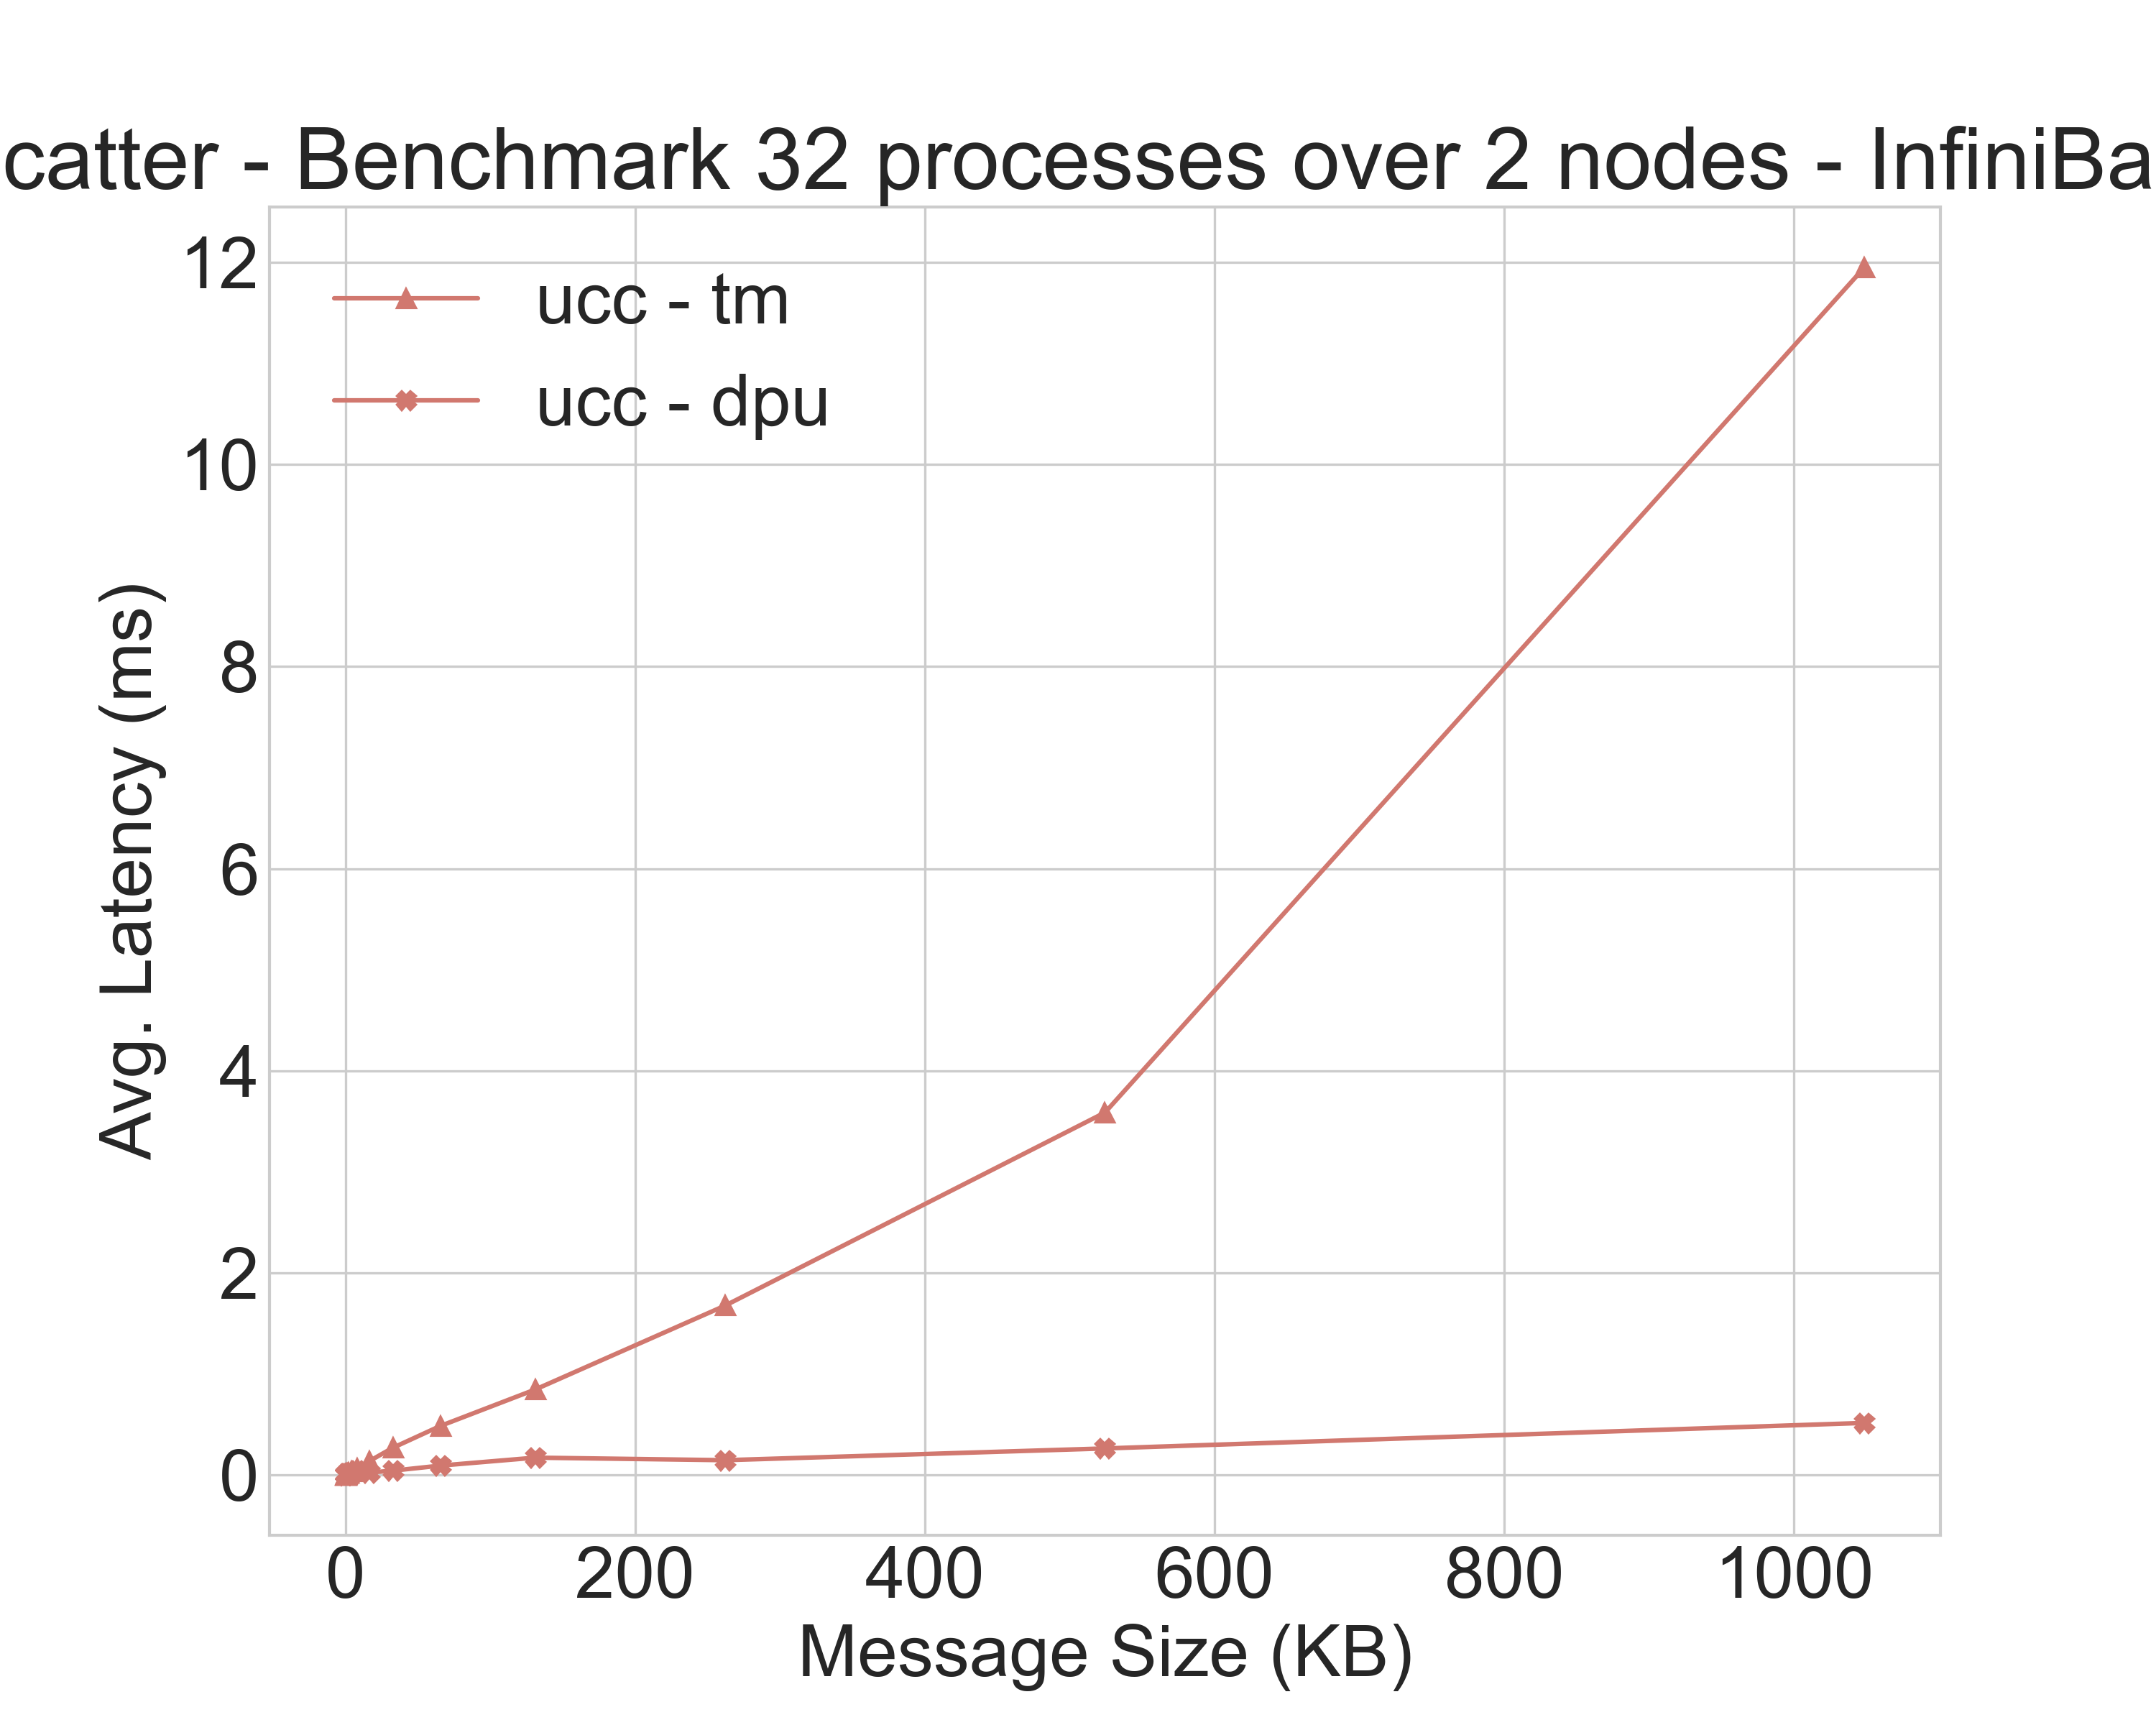 catter - Benchmark 32 processes over 2 nodes - InfiniBa
12
10
8
6
4
2
0
ucc - tm
ucc - dpu
Avg. Latency (ms)
0 200 400 600 800 1000
Message Size (KB)